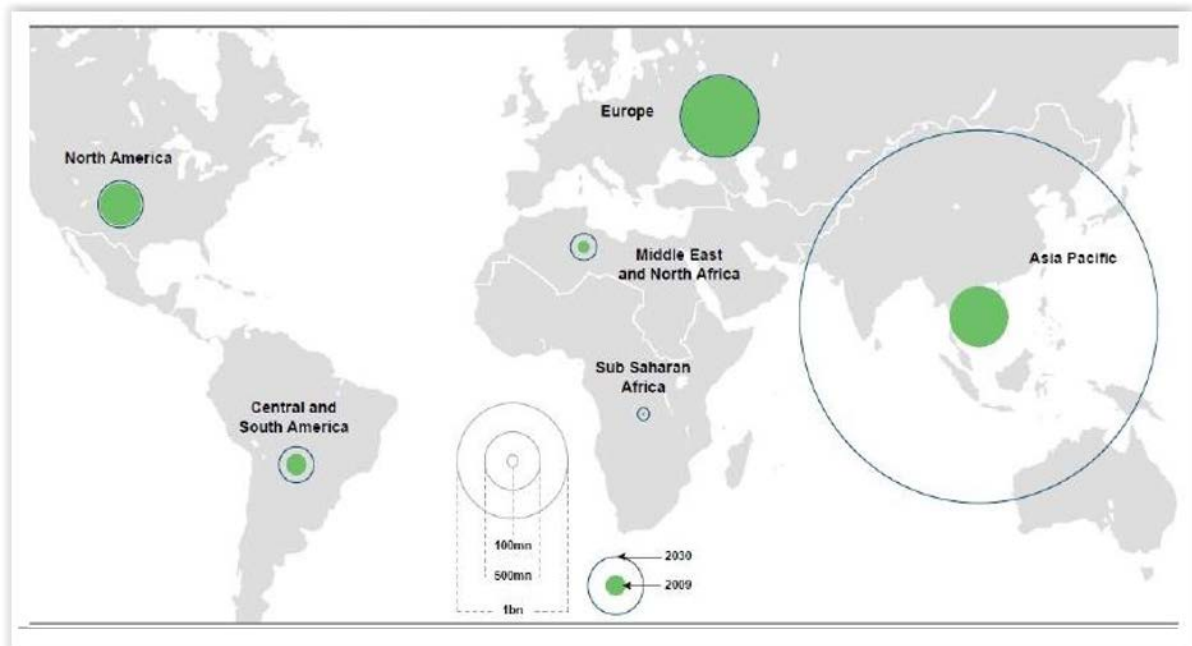 Europe
North America
Middle East
and North Africa
Asia Pacific
Sub Saharan
Africa
Central and
South America
100mn
500mn
1bn
2030
2009